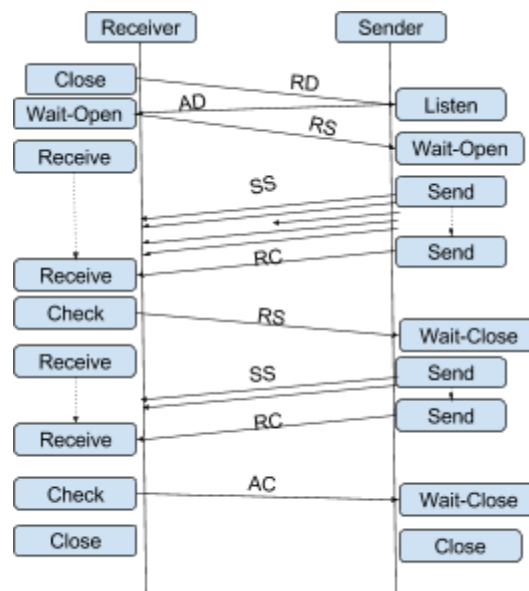 Receiver
Sender
Close
RD
AD
Listen
Wait-Open
RS
Wait-Open
Receive
SS
Send
RC
Send
Receive
Check
RS
Wait-Close
Receive
SS
Send
RC
Send
Receive
Check
AC
Wait-Close
Close
Close